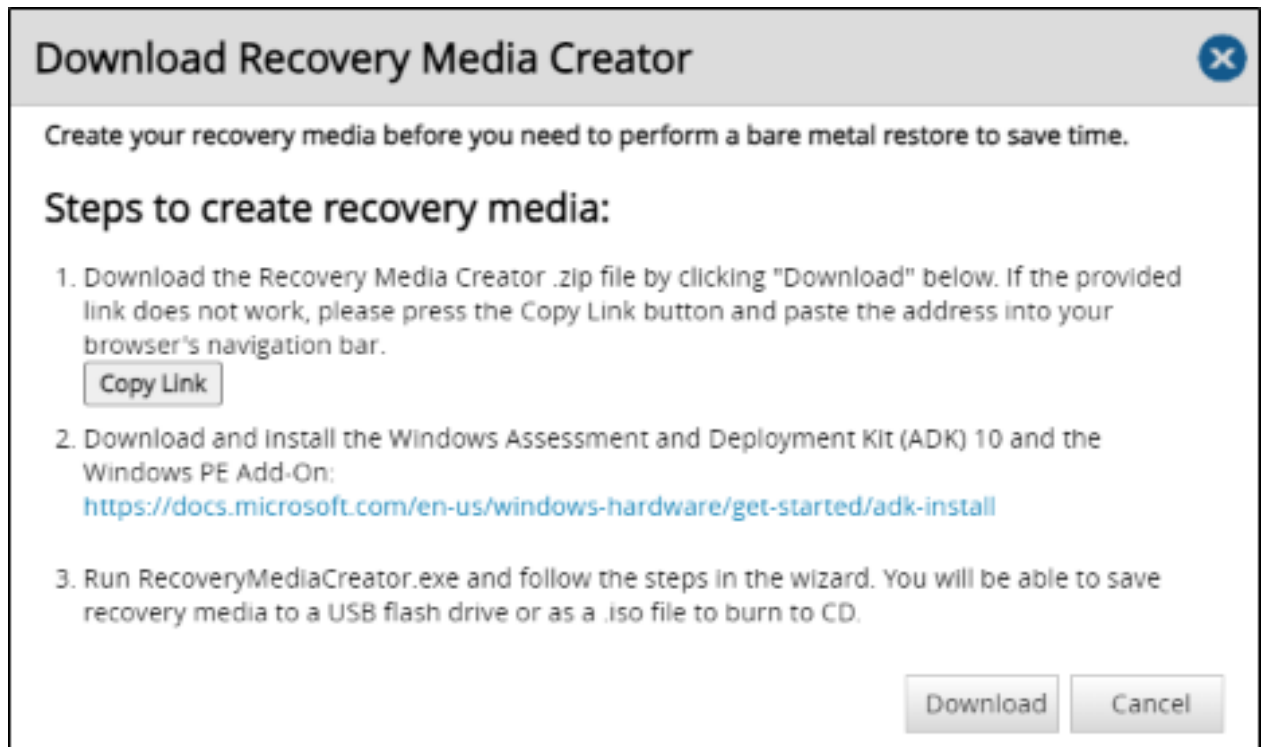 Download Recovery Media Creator
Create your recovery media before you need to perform a bare metal restore to save time.
Steps to create recovery media:
1. Download the Recovery Media Creator .zip file by clicking "Download" below. If the provided
link does not work, please press the Copy Link button and paste the address into your
browser's navigation bar.
Copy Link
2. Download and install the Windows Assessment and Deployment Kit (ADK) 10 and the
Windows PE Add-On:
https://docs.microsoft.com/en-us/windows-hardware/get-started/adk-install
3. Run RecoveryMediaCreator.exe and follow the steps in the wizard. You will be able to save
recovery media to a USB flash drive or as a .iso file to burn to CD.
Download Cancel